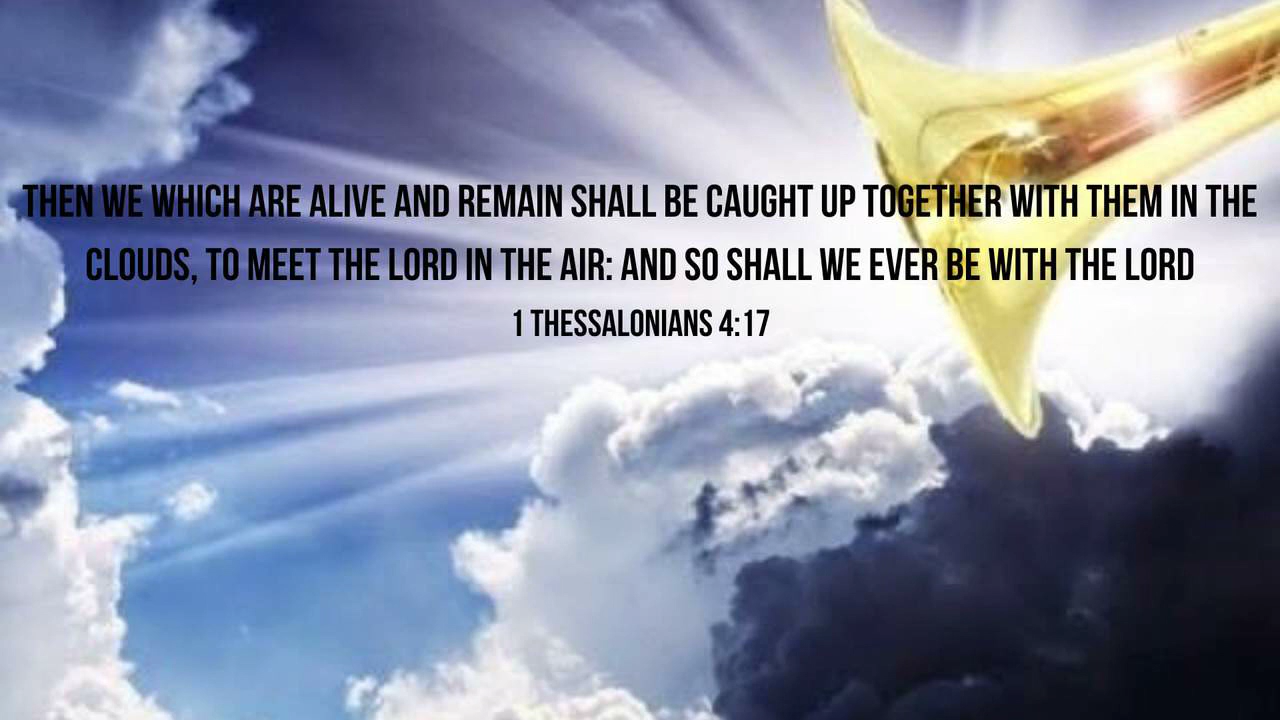 THEN WE WHICH ARE ALIVE AND REMAIN SHALL BE CAUGHT UP TOGETHER WITH THEM IN THE
CLOUDS, TO MEET THE LORD IN THE AIR: AND SO SHALL WE EVER BE WITH THE LORD
1 THESSALONIANS 4:17